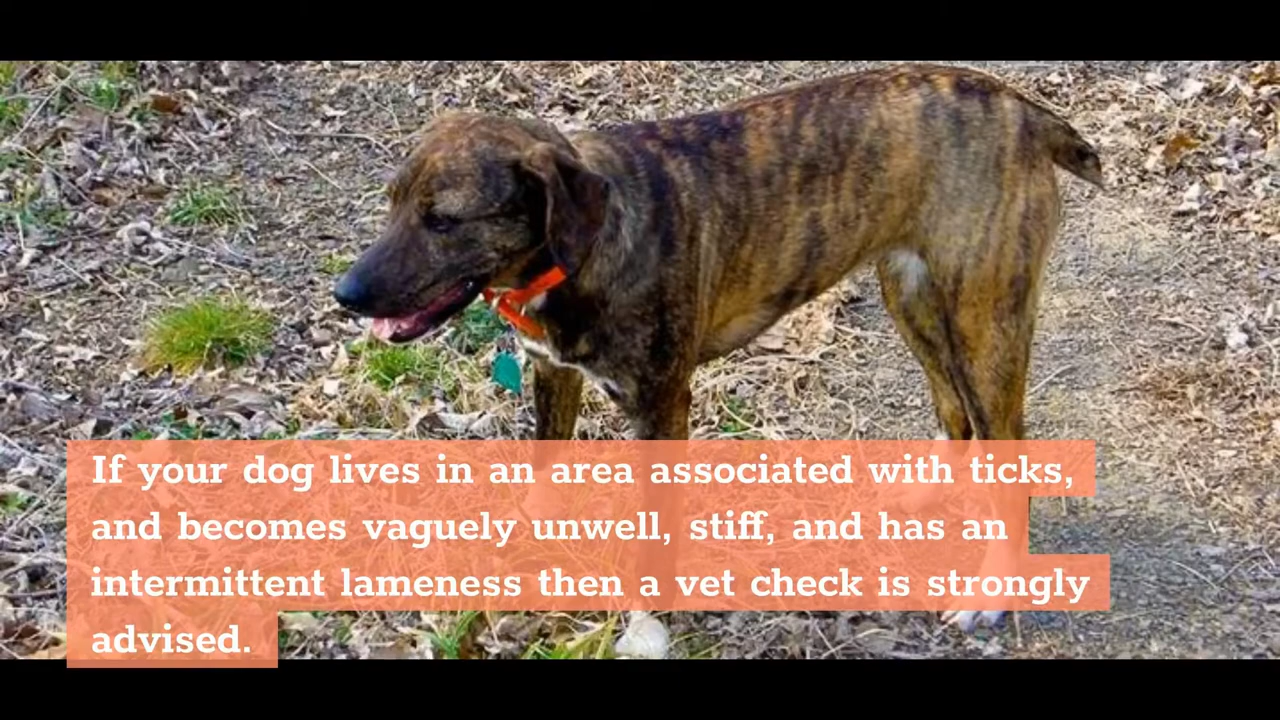 If your dog lives in an area associated with ticks,
and becomes vaguely unwell, stiff, and has an
intermittent lameness then a vet check is strongly
advised.